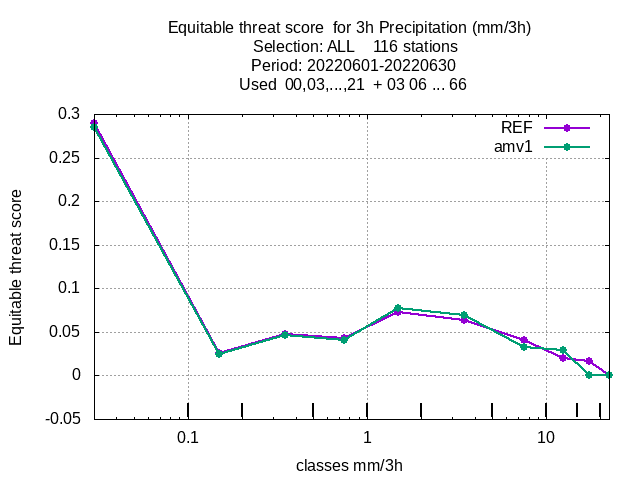 Equitable threat score  for 3h Precipitation (mm/3h)
Selection: ALL    116 stations
Period: 20220601-20220630
Used  00,03,...,21  + 03 06 ... 66
REF
amv1
Equitable threat score
0.3
0.25
0.2
0.15
0.1
0.05
0
-0.05
0.1
1
10
classes mm/3h